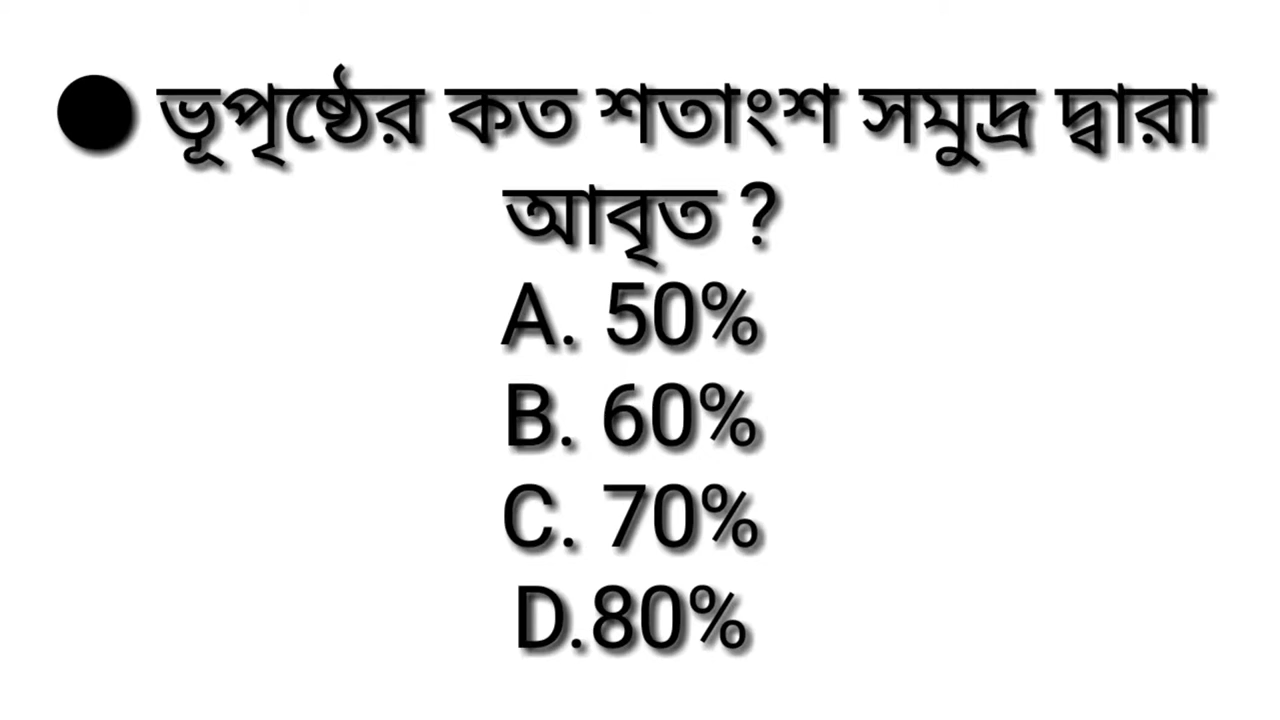 ● ভূপৃষ্ঠের কত শতাংশ সমুদ্র দ্বারা
আবৃত ?
A. 50%
B. 60%
C. 70%
D.80%